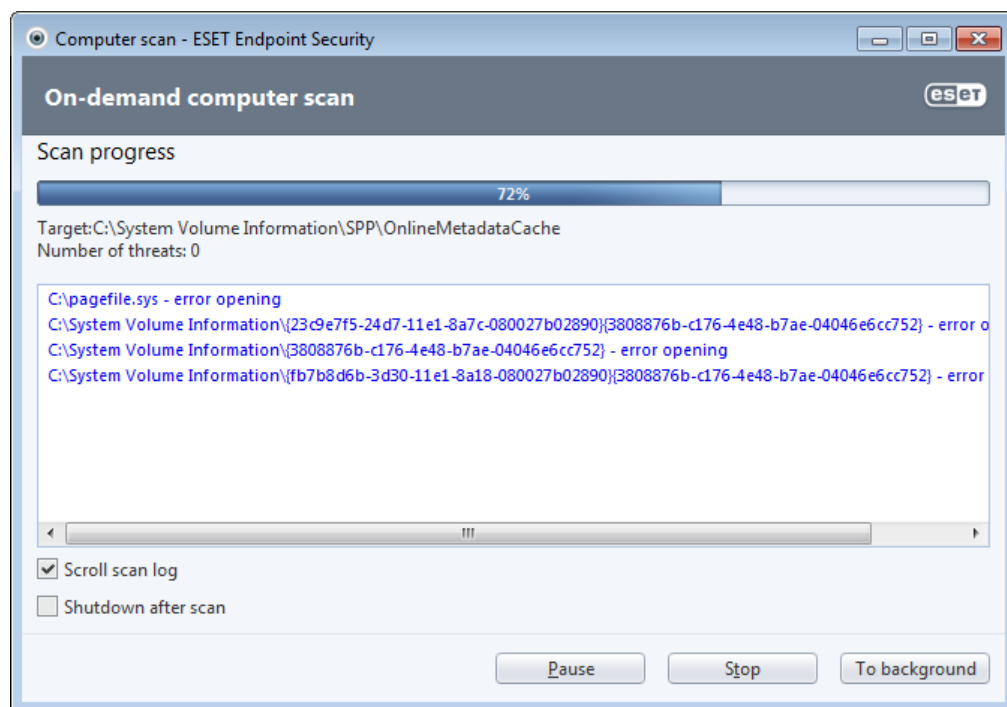 Computer scan - ESET Endpoint Security
On-demand computer scan
eseT
Scan progress
72%
Target:C:\System Volume Information\SPP\OnlineMetadataCache
Number of threats: 0
C:\pagefile.sys - error opening
C:\System Volume Information\{23c9e7f5-24d7-11e1-8a7c-080027b02890}{3808876b-c176-4e48-b7ae-04046e6cc752} - error o
C:\System Volume Information\{3808876b-c176-4e48-b7ae-04046e6cc752} - error opening
C:\System Volume Information\{fb7b8d6b-3d30-11e1-8a18-080027b02890}{3808876b-c176-4e48-b7ae-04046e6cc752} - error
Scroll scan log
Shutdown after scan
Pause Stop To background